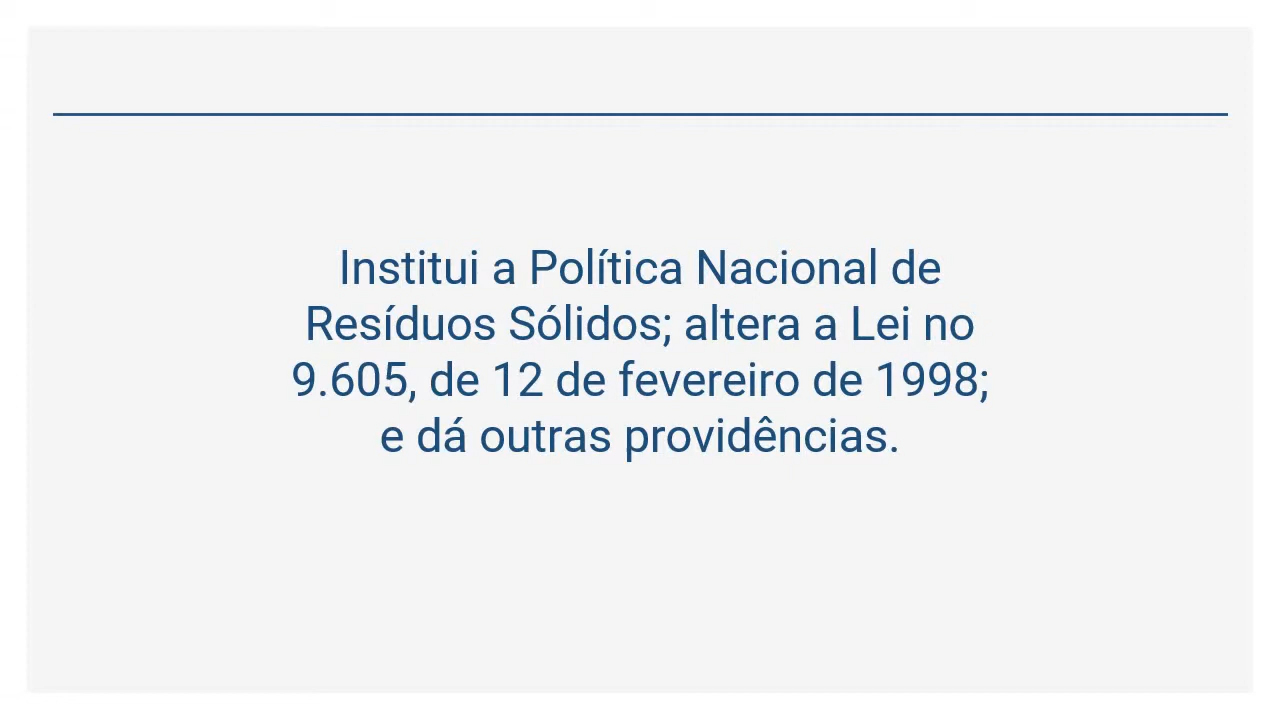 Institui a Política Nacional de
Resíduos Sólidos; altera a Lei no
9.605, de 12 de fevereiro de 1998;
e dá outras providências.